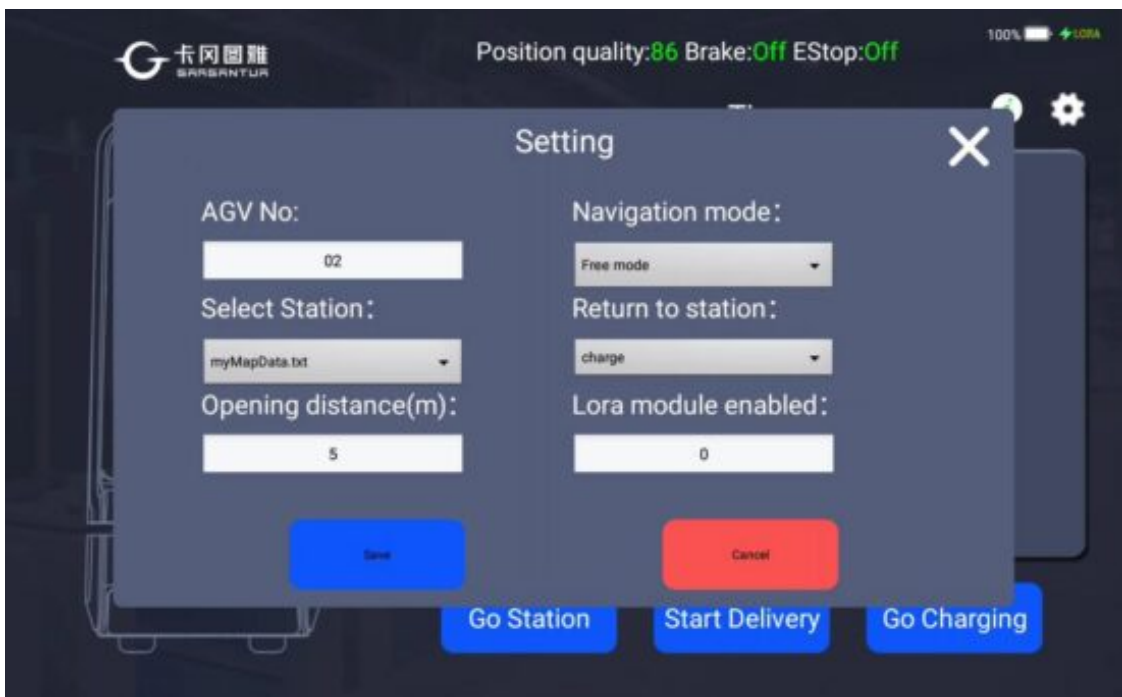 卡冈图雅
GARGANTUA
Position quality:86 Brake:Off EStop:Off
100%
LORA
Setting
AGV No:
Navigation mode：
02
Free mode
Select Station：
Return to station：
myMapData.txt
charge
Opening distance(m)：
Lora module enabled：
5
0
Save
Cancel
Go Station
Start Delivery
Go Charging